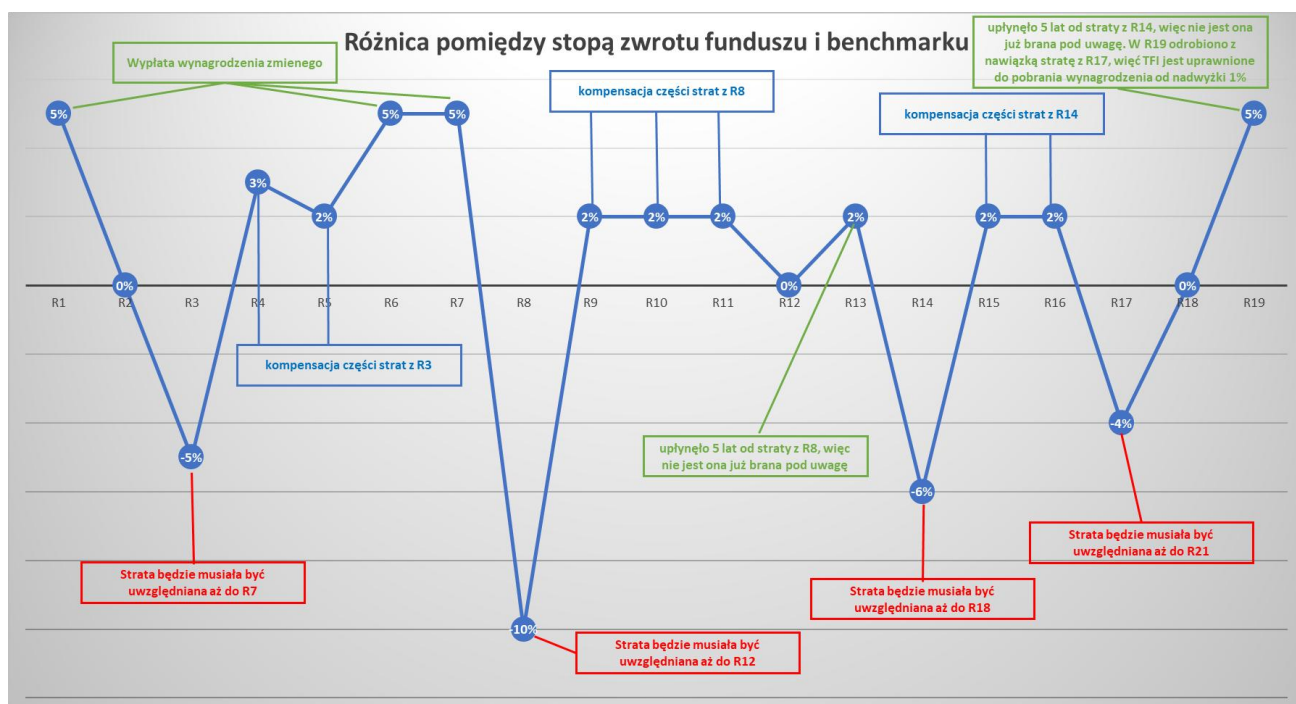 Różnica pomiędzy stopą zwrotu funduszu i benchmarku
upłynęło 5 lat od straty z R14, więc nie jest ona
już brana pod uwagę. W R19 odrobiono z
nawiązką stratę z R17, więć TFI jest uprawnione
do pobrania wynagrodzenia od nadwyżki 1%
Wypłata wynagrodzenia zmienego
kompensacja części strat z R8
kompensacja części strat z R14
5%
0%
-5%
3%
2%
5%
5%
-10%
2%
2%
2%
0%
2%
-6%
2%
2%
-4%
0%
5%
R1
R2
R3
R4
R5
R6
R7
R8
R9
R10
R11
R12
R13
R14
R15
R16
R17
R18
R19
kompensacja części strat z R3
upłynęło 5 lat od straty z R8, więc
nie jest ona już brana pod uwagę
Strata będzie musiała być
uwzględniana aż do R7
Strata będzie musiała być
uwzględniana aż do R12
Strata będzie musiała być
uwzględniana aż do R18
Strata będzie musiała być
uwzględniana aż do R21